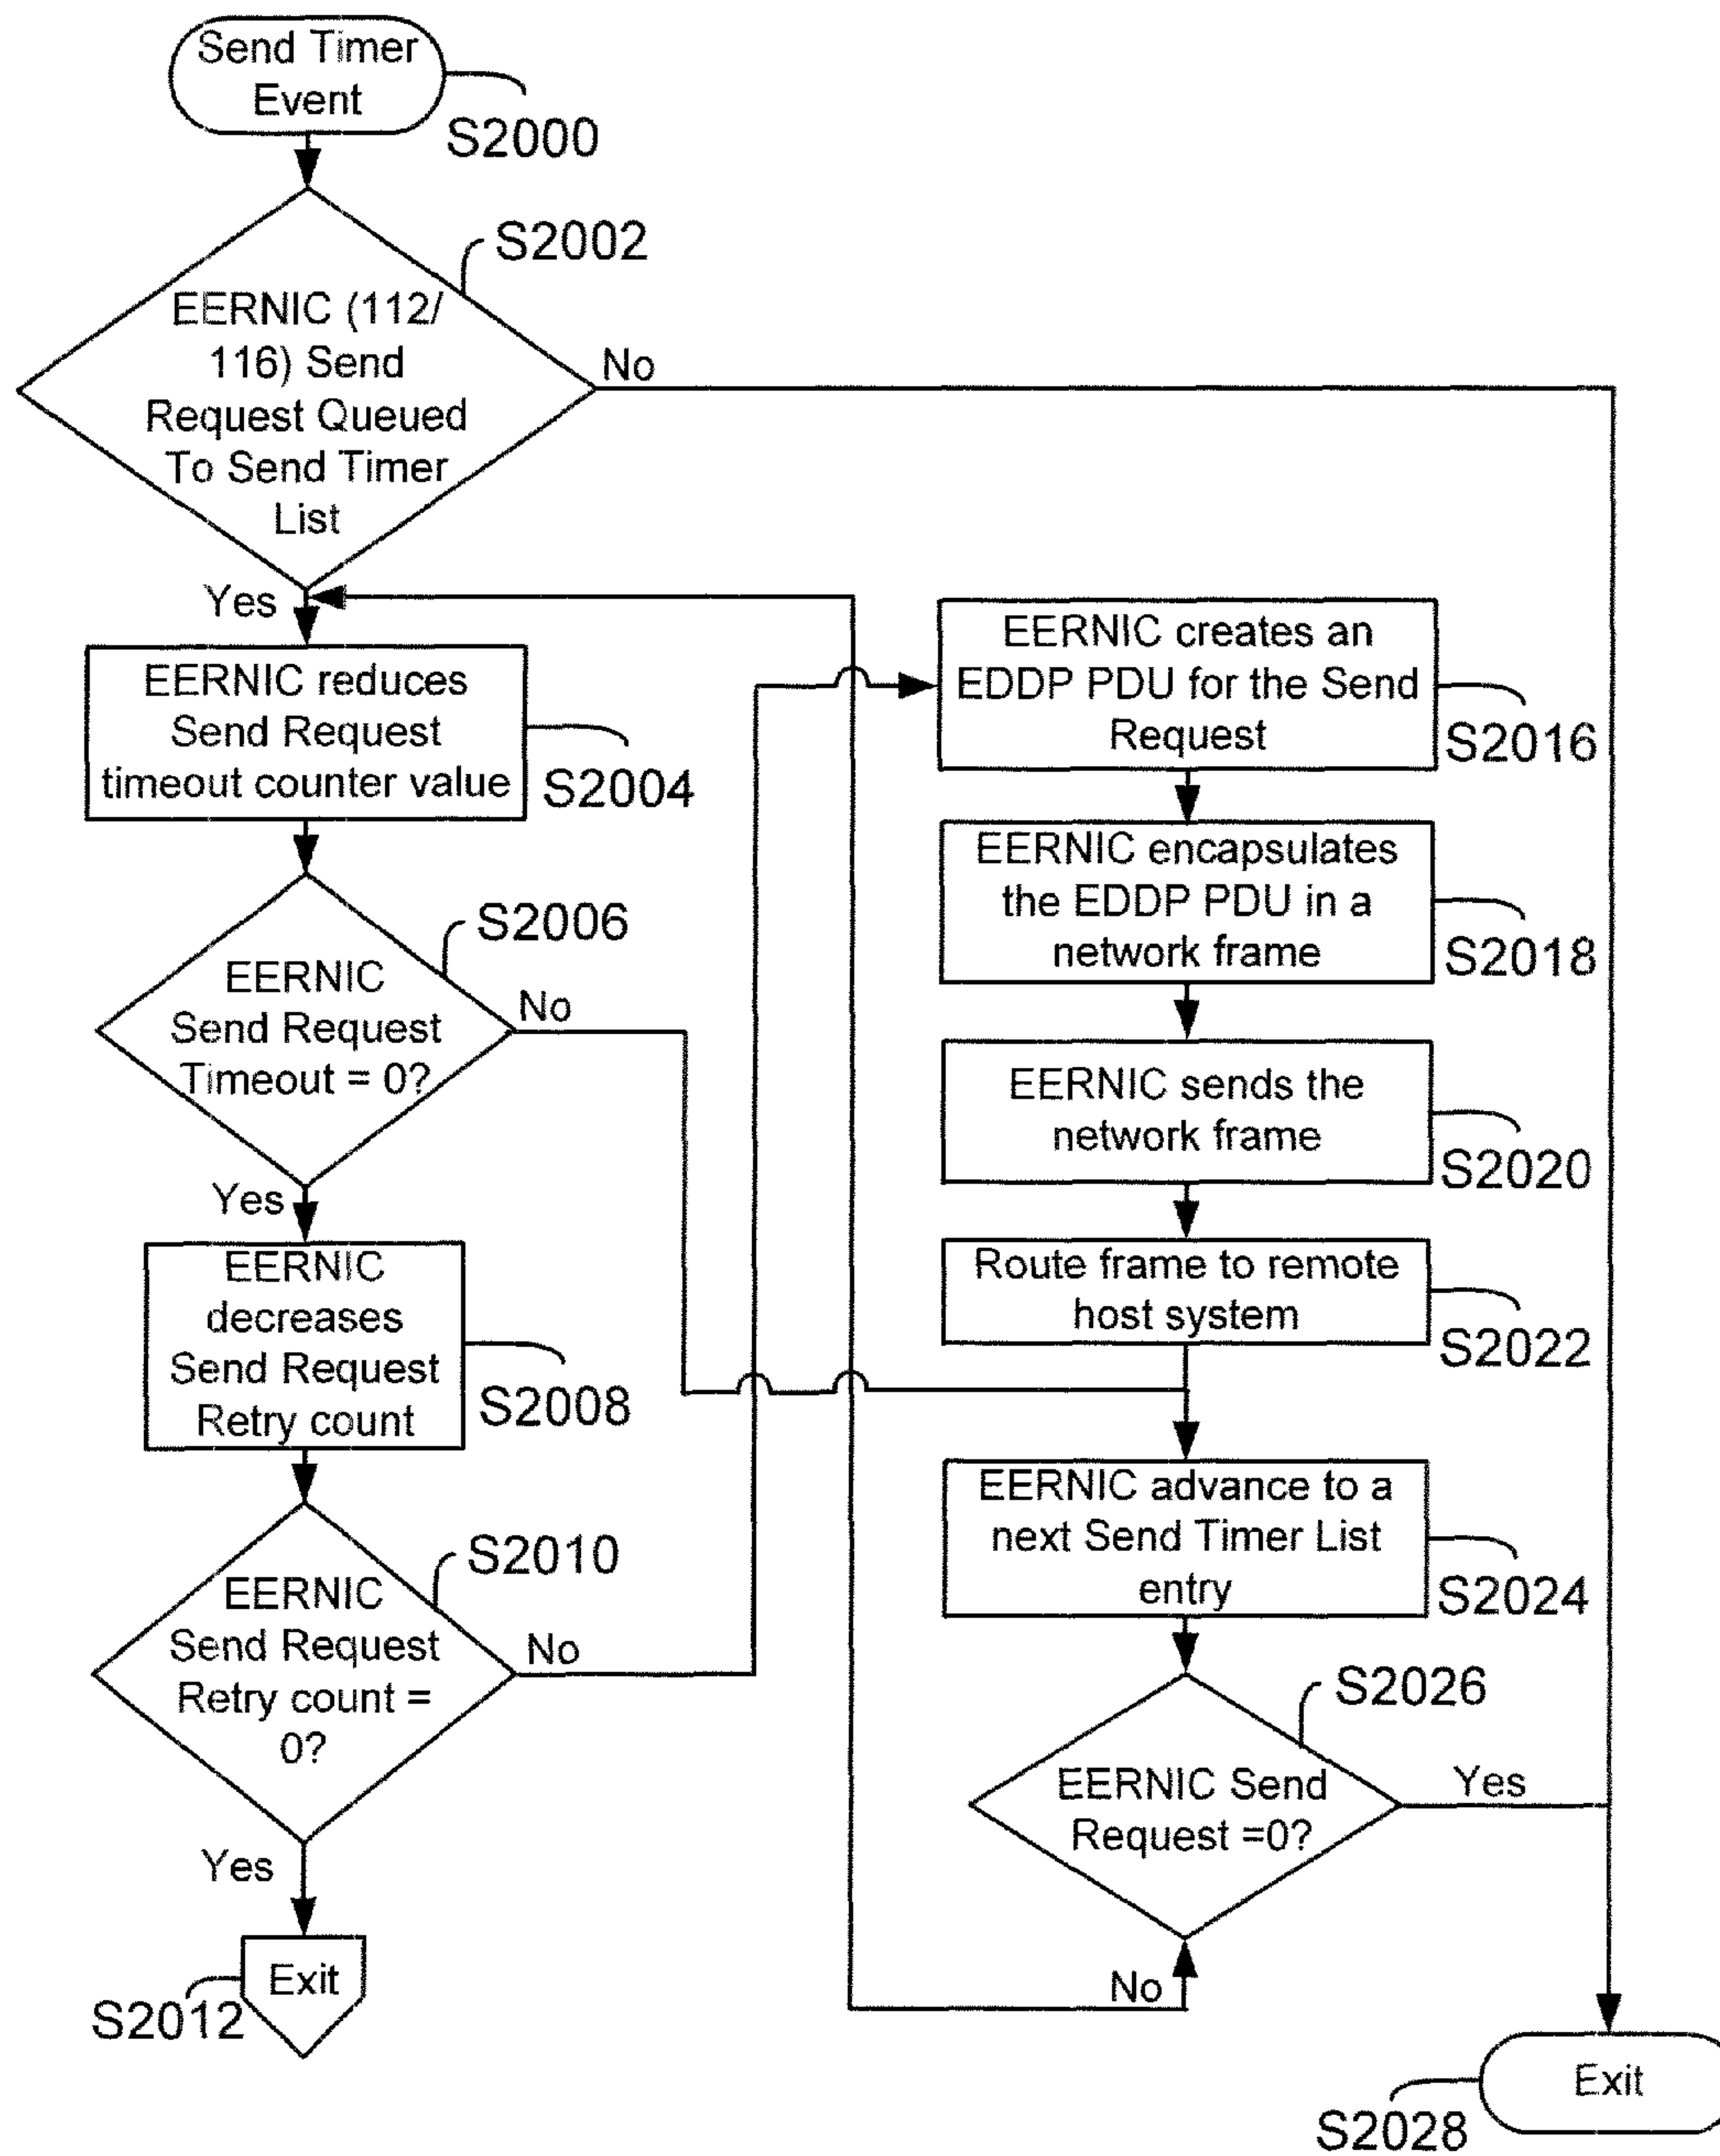 Send Timer
Event
S2000
S2002
EERNIC (112/
116) Send
Request Queued
To Send Timer
List
No
Yes
EERNIC reduces
Send Request
timeout counter value
S2004
S2006
EERNIC
Send Request
Timeout = 0?
No
Yes
EERNIC
decreases
Send Request
Retry count
S2008
S2010
EERNIC
Send Request
Retry count =
0?
No
Yes
Exit
S2012
EERNIC creates an
EDDP PDU for the Send
Request
S2016
EERNIC encapsulates
the EDDP PDU in a
network frame
S2018
EERNIC sends the
network frame
S2020
Route frame to remote
host system
S2022
EERNIC advance to a
next Send Timer List
entry
S2024
S2026
EERNIC Send
Request =0?
Yes
No
Exit
S2028